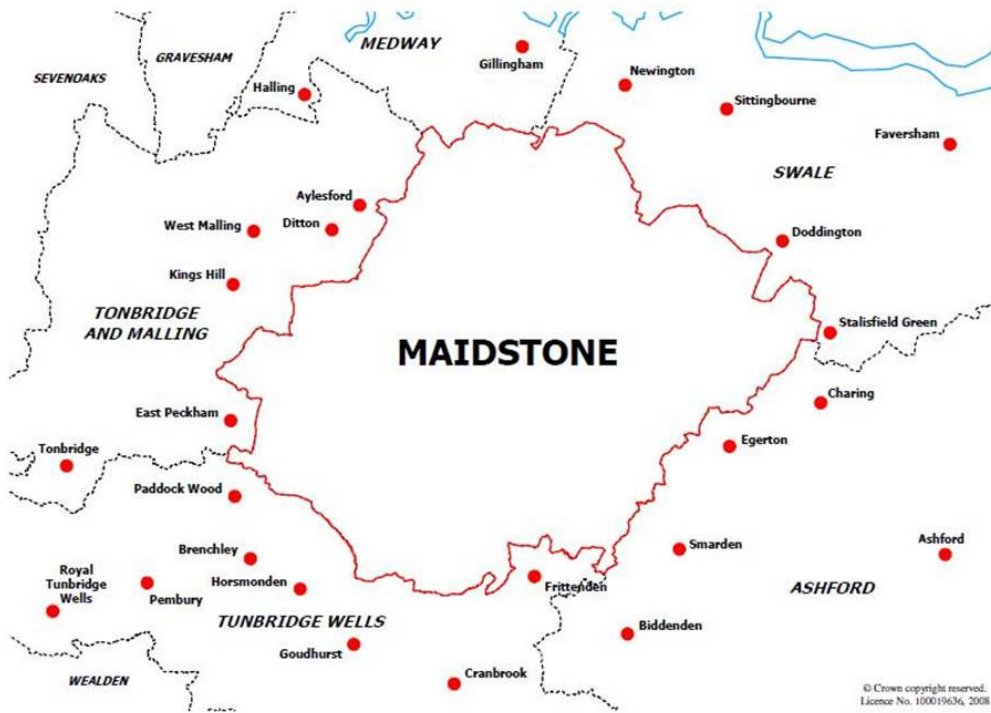 MEDWAY
GRAVESHAM
SEVENOAKS
Gillingham
Halling
Newington
Sittingbourne
Faversham
SWALE
Aylesford
West Malling
Ditton
Doddington
Kings Hill
TONBRIDGE
AND MALLING
Stalisfield Green
MAIDSTONE
Charing
East Peckham
Egerton
Tonbridge
Paddock Wood
Brenchley
Smarden
Ashford
Royal
Tunbridge
Wells
Pembury
Horsmonden
Frittenden
ASHFORD
TUNBRIDGE WELLS
Biddenden
Goudhurst
Cranbrook
WEALDEN
© Crown copyright reserved.
Licence No. 100019636, 2008